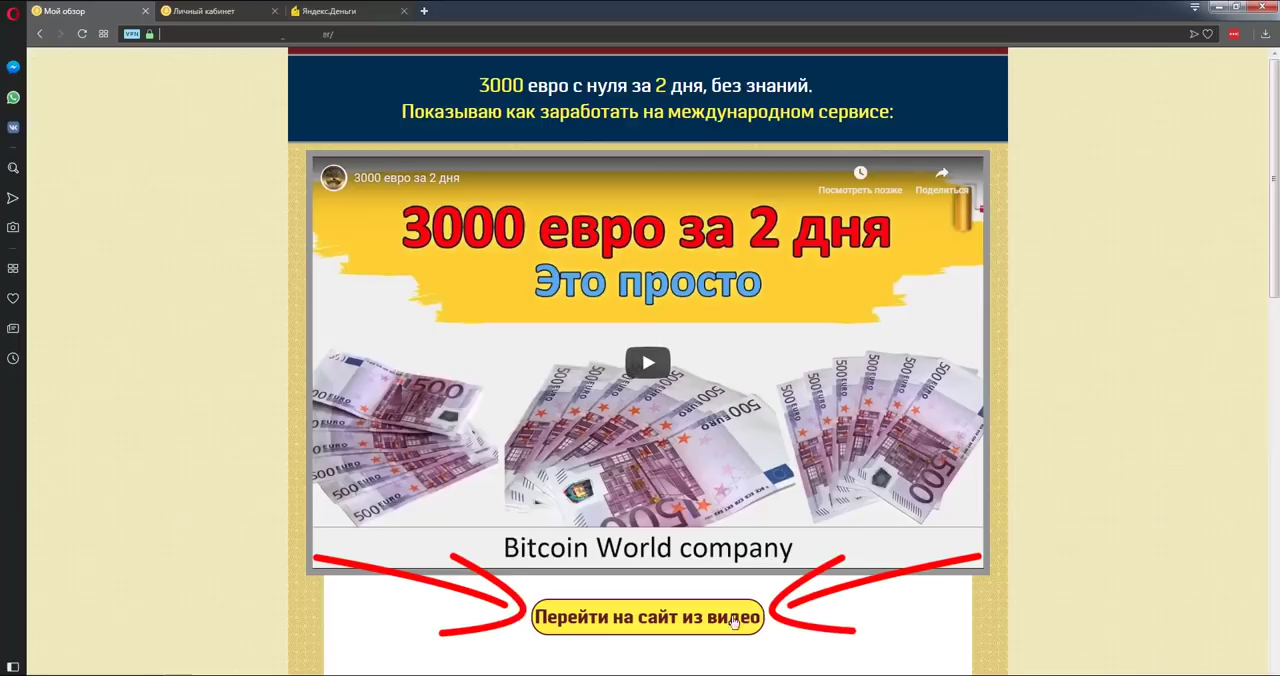 Мой обзор
Личный кабинет
Яндекс.Деньги
VPN
3000 евро с нуля за 2 дня, без знаний.
Показываю как заработать на международном сервисе:
3000 евро за 2 дня
Посмотреть позже
Поделиться
3000 евро за 2 дня
Это просто
Bitcoin World company
Перейти на сайт из видео